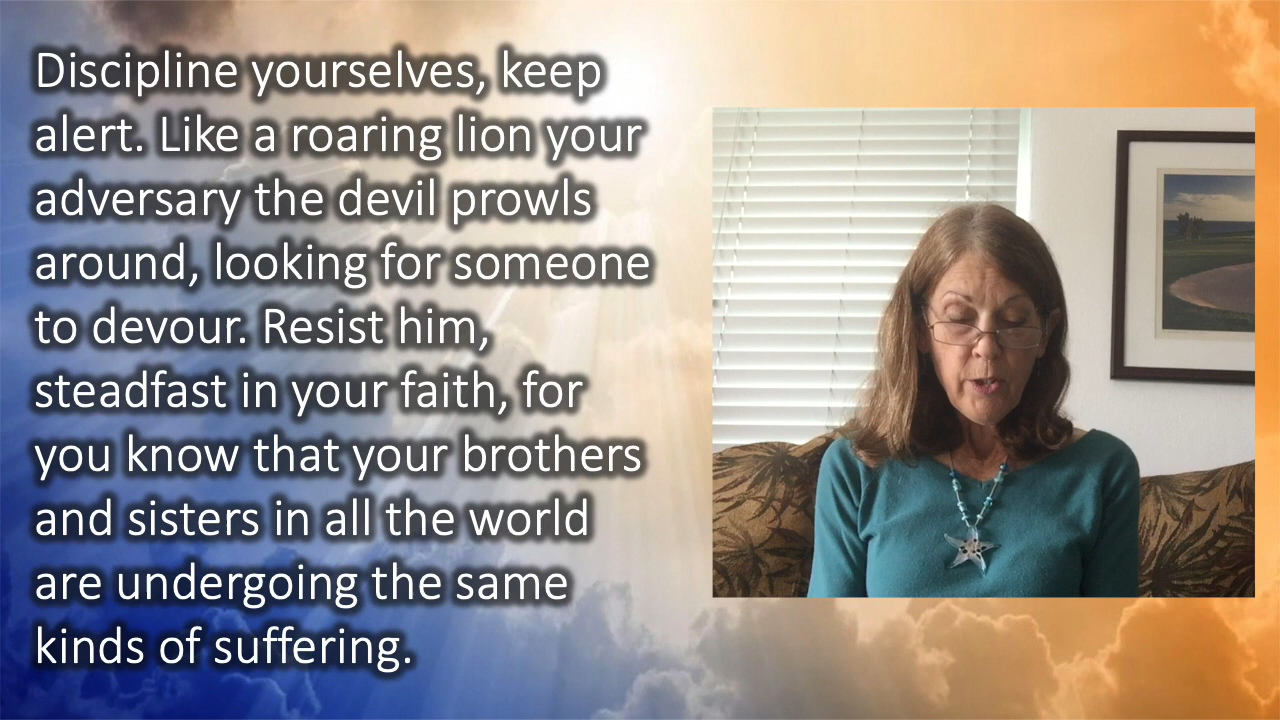 Discipline yourselves, keep
alert. Like a roaring lion your
adversary the devil prowls
around, looking for someone
to devour. Resist him,
steadfast in your faith, for
you know that your brothers
and sisters in all the world
are undergoing the same
kinds of suffering.